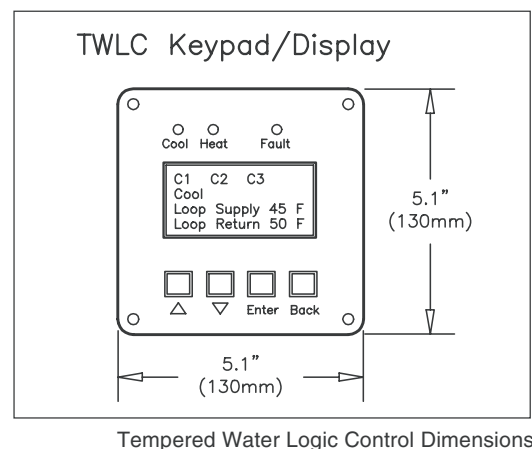 TWLC Keypad/Display
Cool Heat Fault
C1 C2 C3
Cool
Loop Supply 45 F
Loop Return 50 F
△ ▽ Enter Back
5.1"
(130mm)
5.1"
(130mm)
Tempered Water Logic Control Dimensions